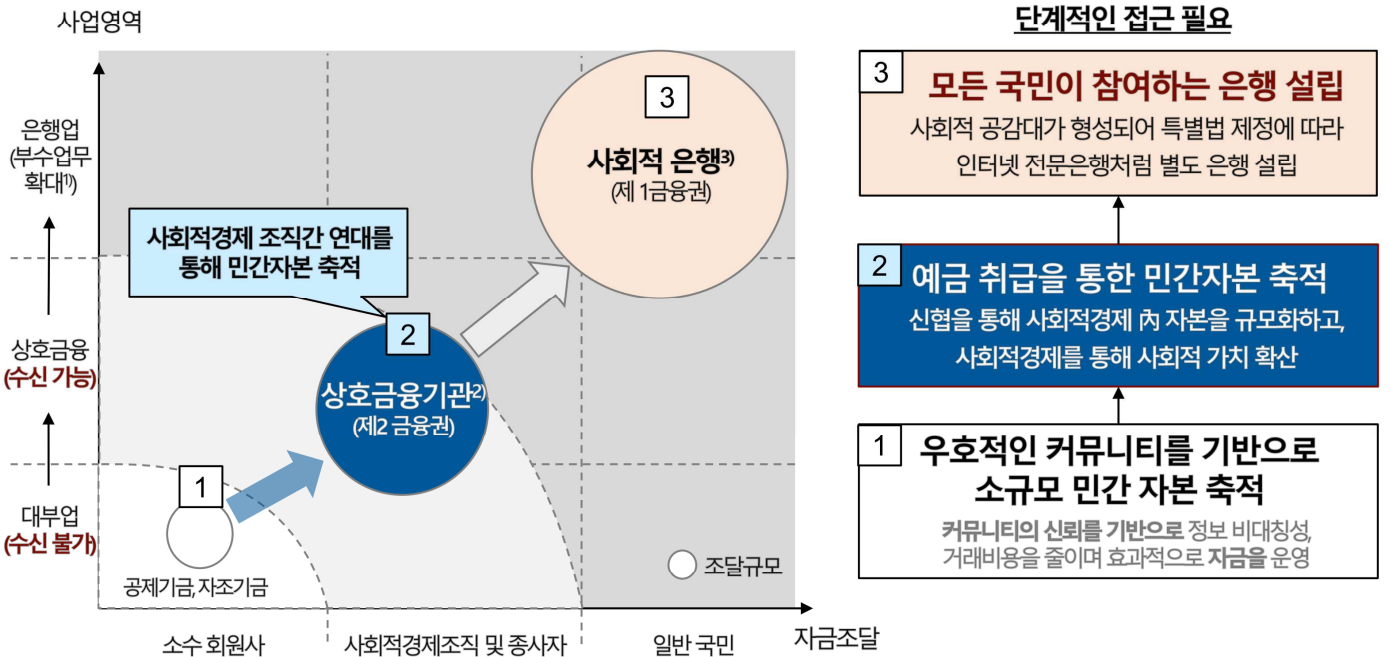 사업영역
은행업
(부수업무
확대¹⁾)
상호금융
(수신 가능)
대부업
(수신 불가)
3
사회적 은행³⁾
(제 1금융권)
사회적경제 조직간 연대를
통해 민간자본 축적
2
상호금융기관²⁾
(제2 금융권)
1
공제기금, 자조기금
조달규모
소수 회원사
사회적경제조직 및 종사자
일반 국민
자금조달
단계적인 접근 필요
3
모든 국민이 참여하는 은행 설립
사회적 공감대가 형성되어 특별법 제정에 따라
인터넷 전문은행처럼 별도 은행 설립
2
예금 취급을 통한 민간자본 축적
신협을 통해 사회적경제 內 자본을 규모화하고,
사회적경제를 통해 사회적 가치 확산
1
우호적인 커뮤니티를 기반으로
소규모 민간 자본 축적
커뮤니티의 신뢰를 기반으로 정보 비대칭성,
거래비용을 줄이며 효과적으로 자금을 운영